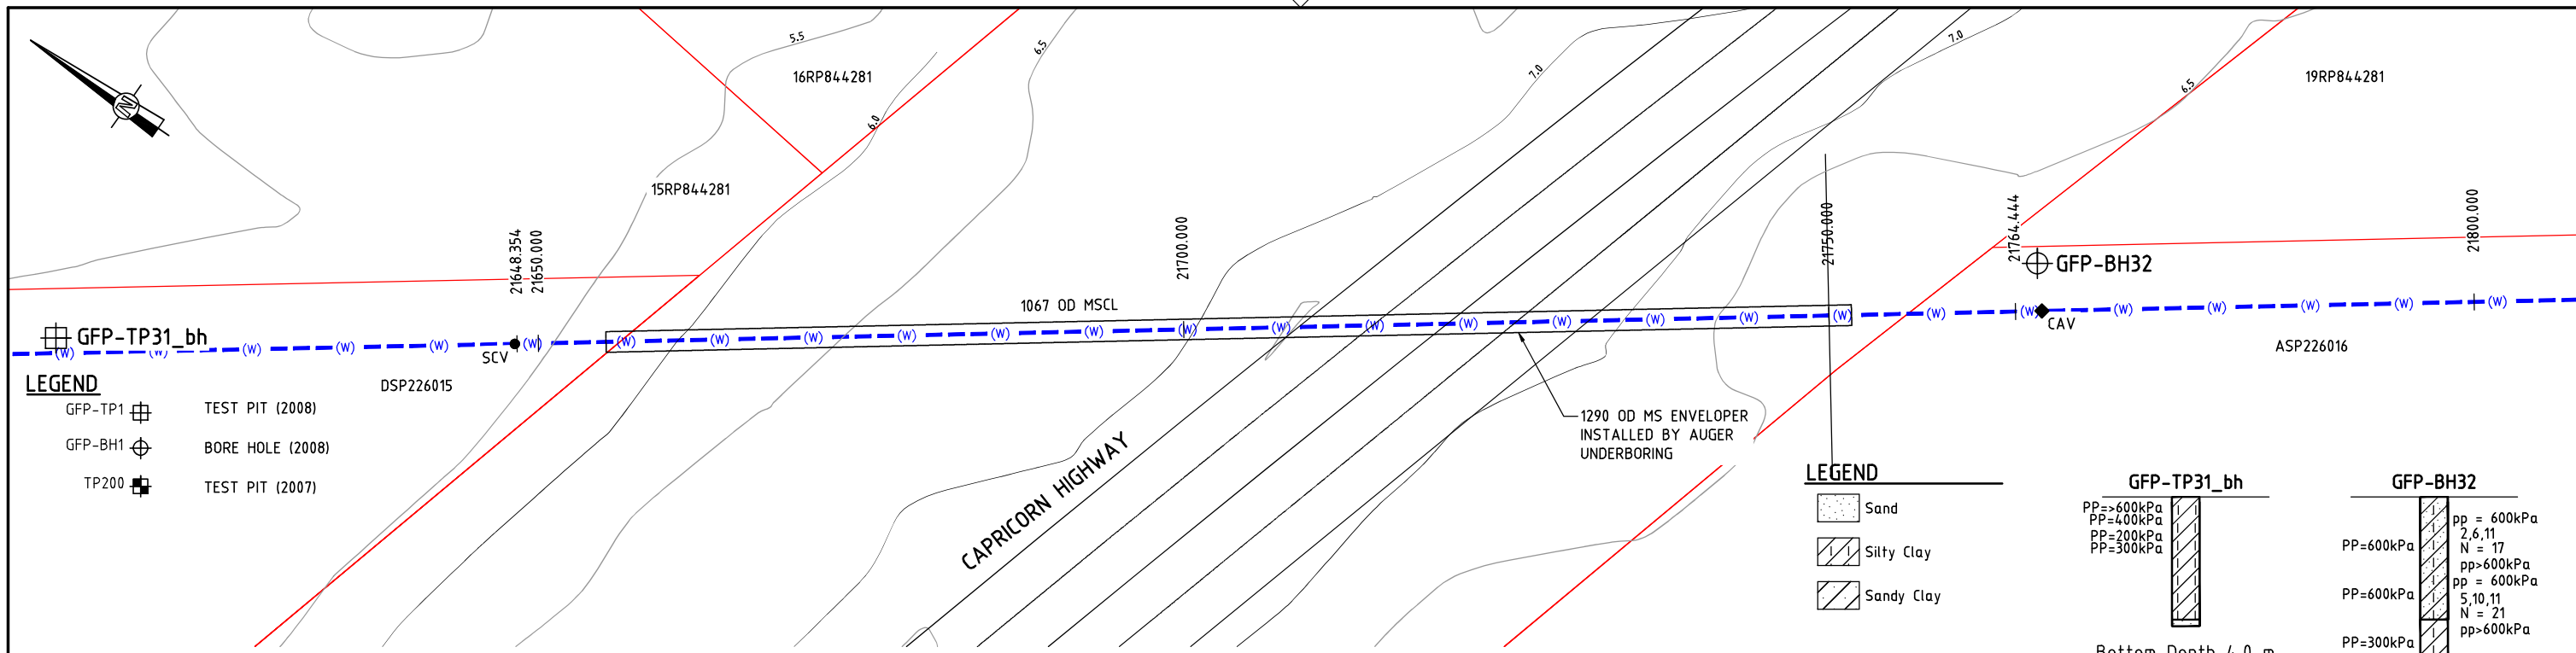 5.5
6.5
16RP844281
6.0
7.0
7.0
6.5
19RP844281
N
15RP844281
21648.354
21650.000
21700.000
21750.000
21764.444
21800.000
GFP-BH32
1067 OD MSCL
GFP-TP31_bh
SCV
CAV
(W) (W) (W) (W) (W) (W) (W) (W) (W) (W) (W) (W) (W) (W) (W) (W) (W) (W) (W) (W) (W) (W) (W) (W) (W) (W) (W)
DSP226015
ASP226016
LEGEND
GFP-TP1 TEST PIT (2008)
GFP-BH1 BORE HOLE (2008)
TP200 TEST PIT (2007)
CAPRICORN HIGHWAY
1290 OD MS ENVELOPER
INSTALLED BY AUGER
UNDERBORING
LEGEND
Sand
Silty Clay
Sandy Clay
GFP-TP31_bh
PP=>600kPa
PP=400kPa
PP=200kPa
PP=300kPa
Bottom Depth 4.0 m
GFP-BH32
PP=600kPa
PP=600kPa
PP=300kPa
pp = 600kPa
2,6,11
N = 17
pp>600kPa
pp = 600kPa
5,10,11
N = 21
pp>600kPa